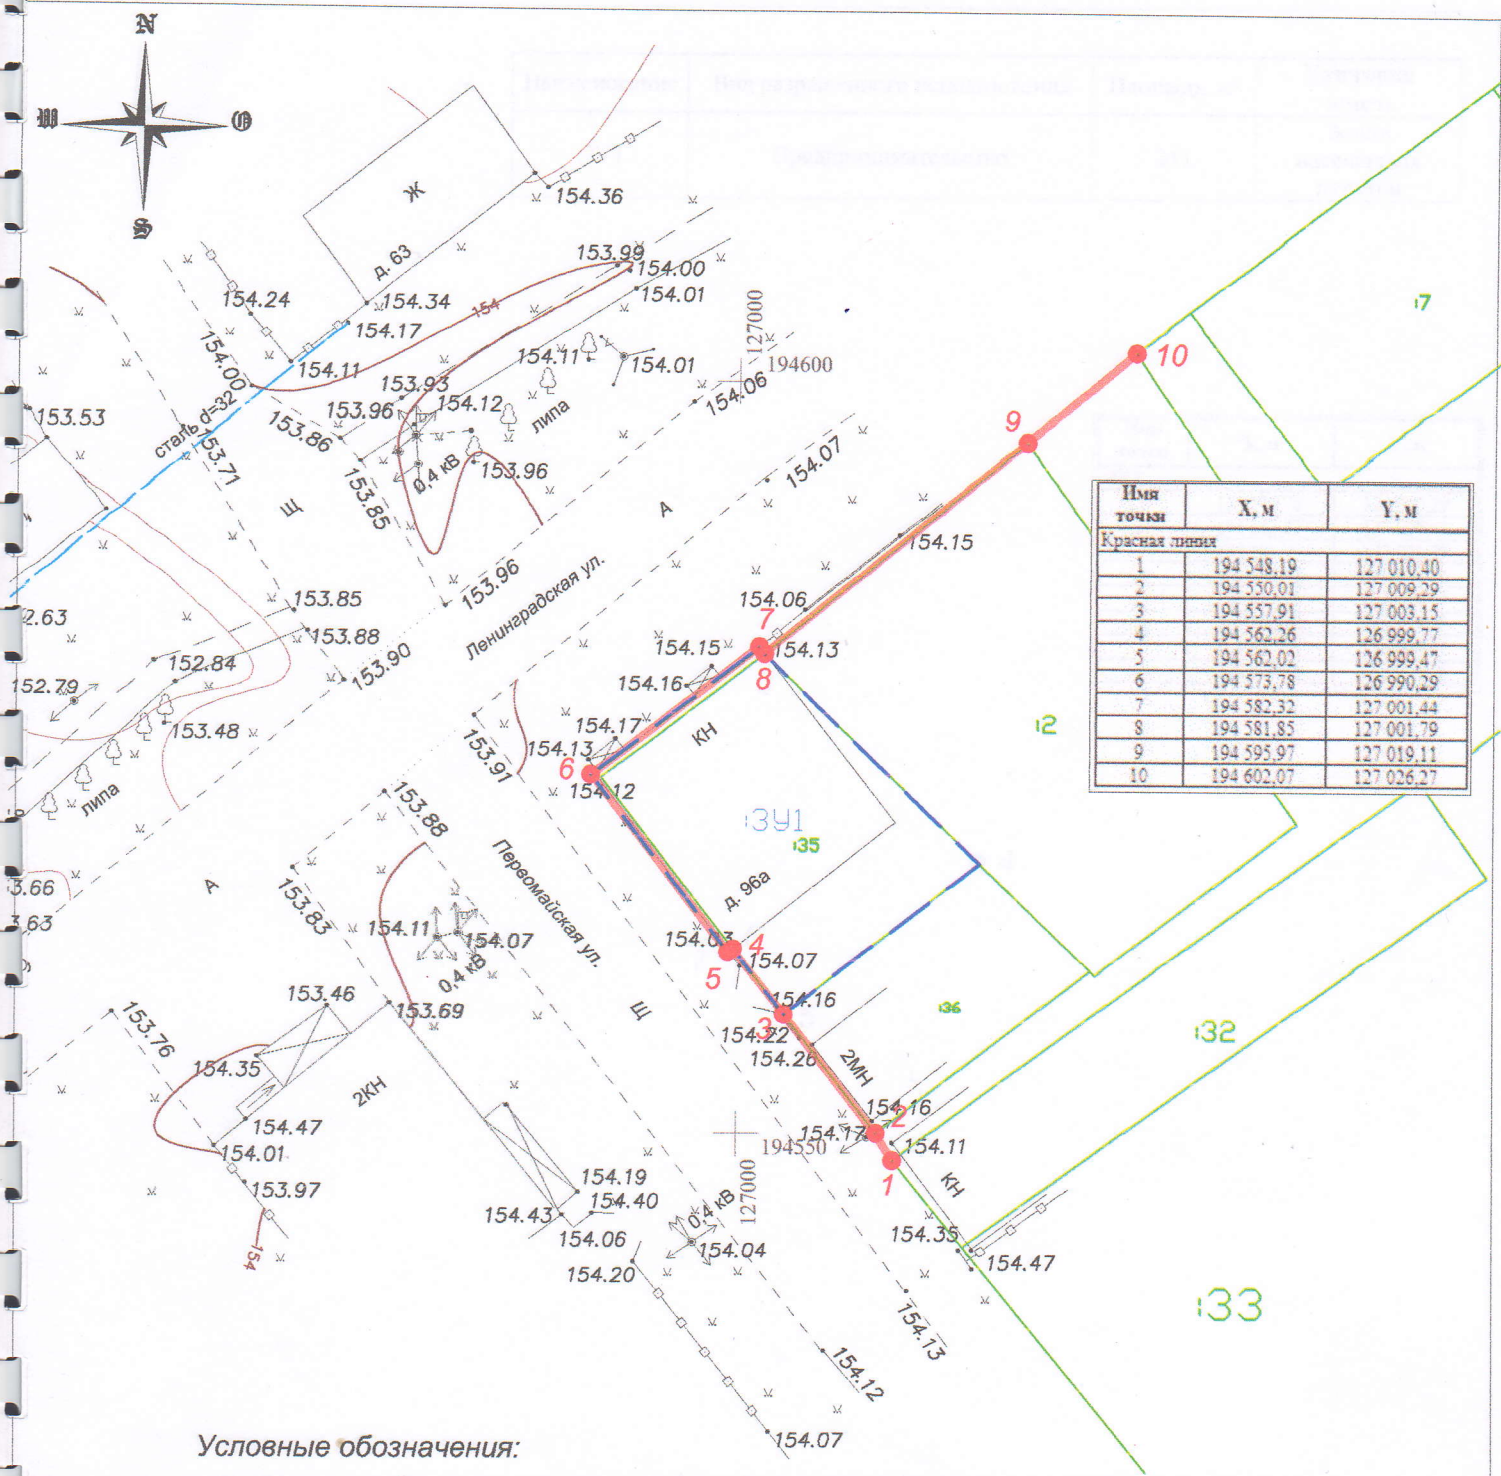 N
W
O
S
Ж
154.36
д. 63
153.99
154.00
154.01
154.24
154.34
154.17
154
127000
154.11
154.01
194600
154.00
154.11
153.93
154.12
154.06
153.96
липа
сталь d=32
153.53
153.86
153.71
0,4 кВ
153.96
154.07
153.85
Щ
А
154.15
10
9
:7
Имя точки X, м Y, м
Красная линия
1 194 548,19 127 010,40
2 194 550,01 127 009,29
3 194 557,91 127 003,15
4 194 562,26 126 999,77
5 194 562,02 126 999,47
6 194 573,78 126 990,29
7 194 582,32 127 001,44
8 194 581,85 127 001,79
9 194 595,97 127 019,11
10 194 602,07 127 026,27
153.96
Ленинградская ул.
153.85
154.06
2.63
153.88
7
154.15
154.13
152.84
153.90
8
152.79
154.16
153.48
154.17
КН
:2
153.91
154.13
6
154.12
липа
153.88
:ЗУ1
:35
Первомайская ул.
3.66
А
153.83
д. 96а
3.63
154.11
154.07
154.03
4
5
154.07
0,4 кВ
153.46
153.69
Щ
154.16
3
:36
154.22
:32
153.76
154.26
154.35
2МН
2КН
154.47
154.16
2
154.17
154.11
154.01
194550
1
153.97
154.19
127000
КН
154.40
154.43
0,4 кВ
154.06
154.04
154.35
154.47
154
154.20
:33
154.13
154.12
154.07
Условные обозначения: